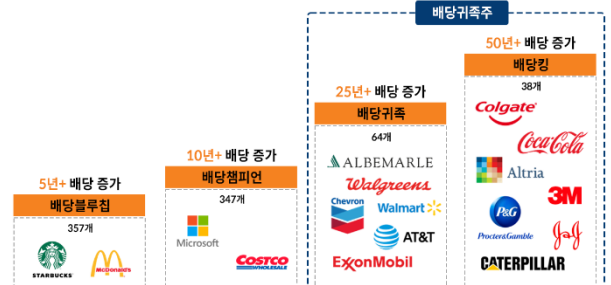 배당귀족주
50년+ 배당 증가
배당킹
38개
Colgate
Coca-Cola
Altria
3M
P&G
Procter&Gamble
J&J
CATERPILLAR
25년+ 배당 증가
배당귀족
64개
ALBEMARLE
Walgreens
Chevron
Walmart
AT&T
ExxonMobil
10년+ 배당 증가
배당챔피언
347개
Microsoft
COSTCO
WHOLESALE
5년+ 배당 증가
배당블루칩
357개
STARBUCKS
McDonald's